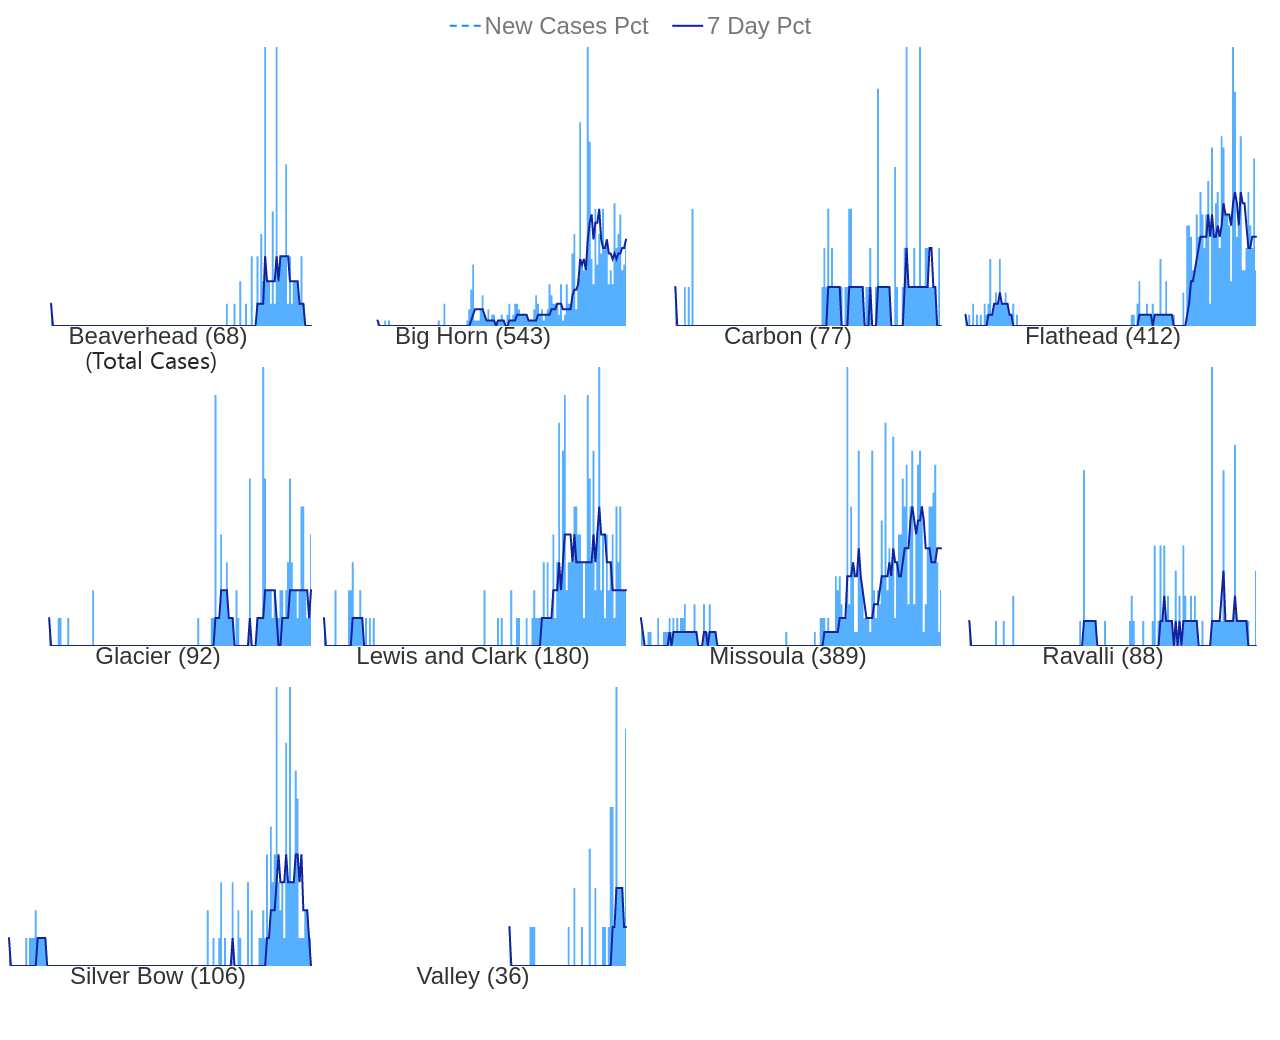 New Cases Pct 7 Day Pct
Beaverhead (68) Big Horn (543) Carbon (77) Flathead (412)
(Total Cases)
Glacier (92) Lewis and Clark (180) Missoula (389) Ravalli (88)
Silver Bow (106) Valley (36)